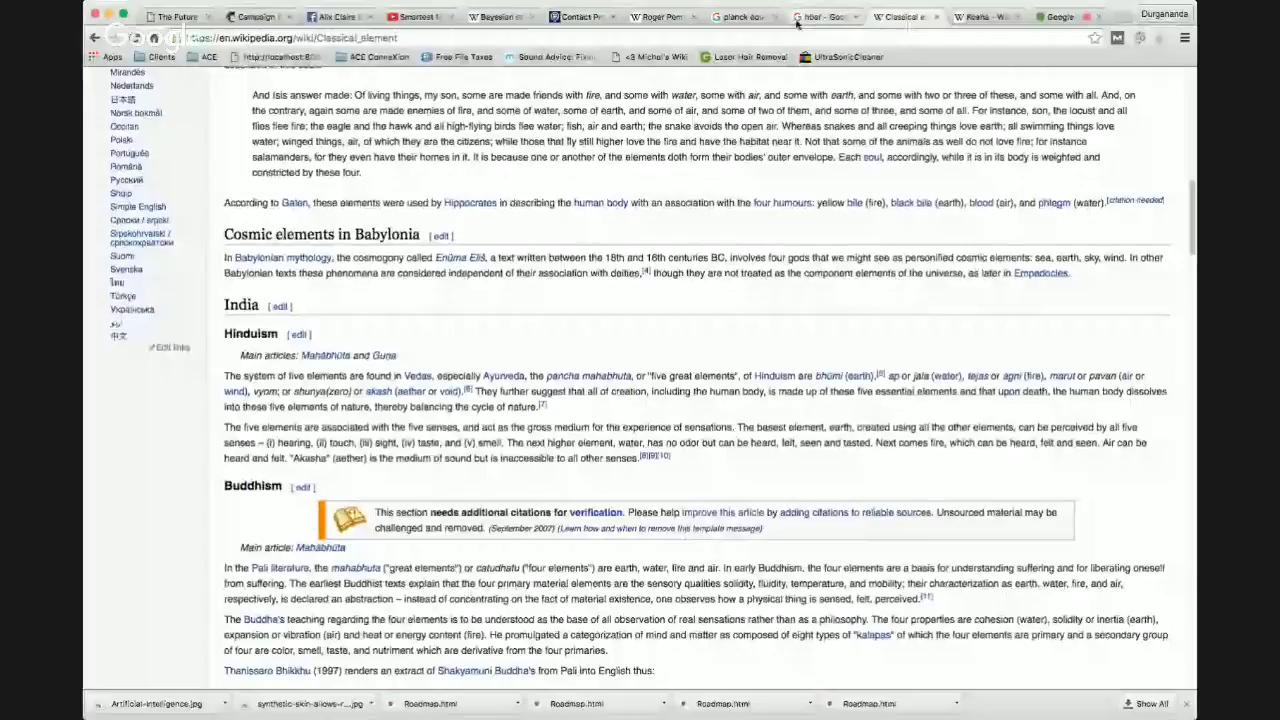 The Future
Campaign
Alix Claire
Smartest
Bayesian
Contact Pr
Roger Pen
planck
hbar - Goo
Classical e
Kosha - Wi
Google
Durgananda
https://en.wikipedia.org/wiki/Classical_element
Apps
Clients
ACE
ACE ConneXion
Free File Taxes
Sound Advice:
<3 Michal's Wiki
Laser Hair Removal
UltraSonicCleaner
Mirandés
Nederlands
日本語
Norsk bokmål
Occitan
Polski
Português
Română
Русский
Shqip
Simple English
Српски / srpski
Srpskohrvatski /
српскохрватски
Suomi
Svenska
ไทย
Türkçe
Українська
اردو
中文
Edit links
And Isis answer made: Of living things, my son, some are made friends with fire, and some with water, some with air, and some with earth, and some with two or three of these, and some with all. And, on
the contrary, again some are made enemies of fire, and some of water, some of earth, and some of air, and some of two of them, and some of three, and some of all. For instance, son, the locust and all
flies flee fire; the eagle and the hawk and all high-flying birds flee water; fish, air and earth; the snake avoids the open air. Whereas snakes and all creeping things love earth; all swimming things love
water; winged things, air, of which they are the citizens; while those that fly still higher love the fire and have the habitat near it. Not that some of the animals as well do not love fire; for instance
salamanders, for they even have their homes in it. It is because one or another of the elements doth form their bodies' outer envelope. Each soul, accordingly, while it is in its body is weighted and
constricted by these four.
According to Galen, these elements were used by Hippocrates in describing the human body with an association with the four humours: yellow bile (fire), black bile (earth), blood (air), and phlegm (water).[citation needed]
Cosmic elements in Babylonia [ edit ]
In Babylonian mythology, the cosmogony called Enûma Eliš, a text written between the 18th and 16th centuries BC, involves four gods that we might see as personified cosmic elements: sea, earth, sky, wind. In other
Babylonian texts these phenomena are considered independent of their association with deities,[4] though they are not treated as the component elements of the universe, as later in Empedocles.
India [ edit ]
Hinduism [ edit ]
Main articles: Mahābhūta and Guṇa
The system of five elements are found in Vedas, especially Ayurveda, the pancha mahabhuta, or "five great elements", of Hinduism are bhūmi (earth),[5] ap or jala (water), tejas or agni (fire), marut or pavan (air or
wind), vyom; or shunya(zero) or akash (aether or void).[6] They further suggest that all of creation, including the human body, is made up of these five essential elements and that upon death, the human body dissolves
into these five elements of nature, thereby balancing the cycle of nature.[7]
The five elements are associated with the five senses, and act as the gross medium for the experience of sensations. The basest element, earth, created using all the other elements, can be perceived by all five
senses – (i) hearing, (ii) touch, (iii) sight, (iv) taste, and (v) smell. The next higher element, water, has no odor but can be heard, felt, seen and tasted. Next comes fire, which can be heard, felt and seen. Air can be
heard and felt. "Akasha" (aether) is the medium of sound but is inaccessible to all other senses.[8][9][10]
Buddhism [ edit ]
This section needs additional citations for verification. Please help improve this article by adding citations to reliable sources. Unsourced material may be
challenged and removed. (September 2007) (Learn how and when to remove this template message)
Main article: Mahābhūta
In the Pali literature, the mahabhuta ("great elements") or catudhatu ("four elements") are earth, water, fire and air. In early Buddhism, the four elements are a basis for understanding suffering and for liberating oneself
from suffering. The earliest Buddhist texts explain that the four primary material elements are the sensory qualities solidity, fluidity, temperature, and mobility; their characterization as earth, water, fire, and air,
respectively, is declared an abstraction – instead of concentrating on the fact of material existence, one observes how a physical thing is sensed, felt, perceived.[11]
The Buddha's teaching regarding the four elements is to be understood as the base of all observation of real sensations rather than as a philosophy. The four properties are cohesion (water), solidity or inertia (earth),
expansion or vibration (air) and heat or energy content (fire). He promulgated a categorization of mind and matter as composed of eight types of "kalapas" of which the four elements are primary and a secondary group
of four are color, smell, taste, and nutriment which are derivative from the four primaries.
Thanissaro Bhikkhu (1997) renders an extract of Shakyamuni Buddha's from Pali into English thus:
Artificial-intelligence.jpg
synthetic-skin-allows-r....jpg
Roadmap.html
Roadmap.html
Roadmap.html
Roadmap.html
Show All